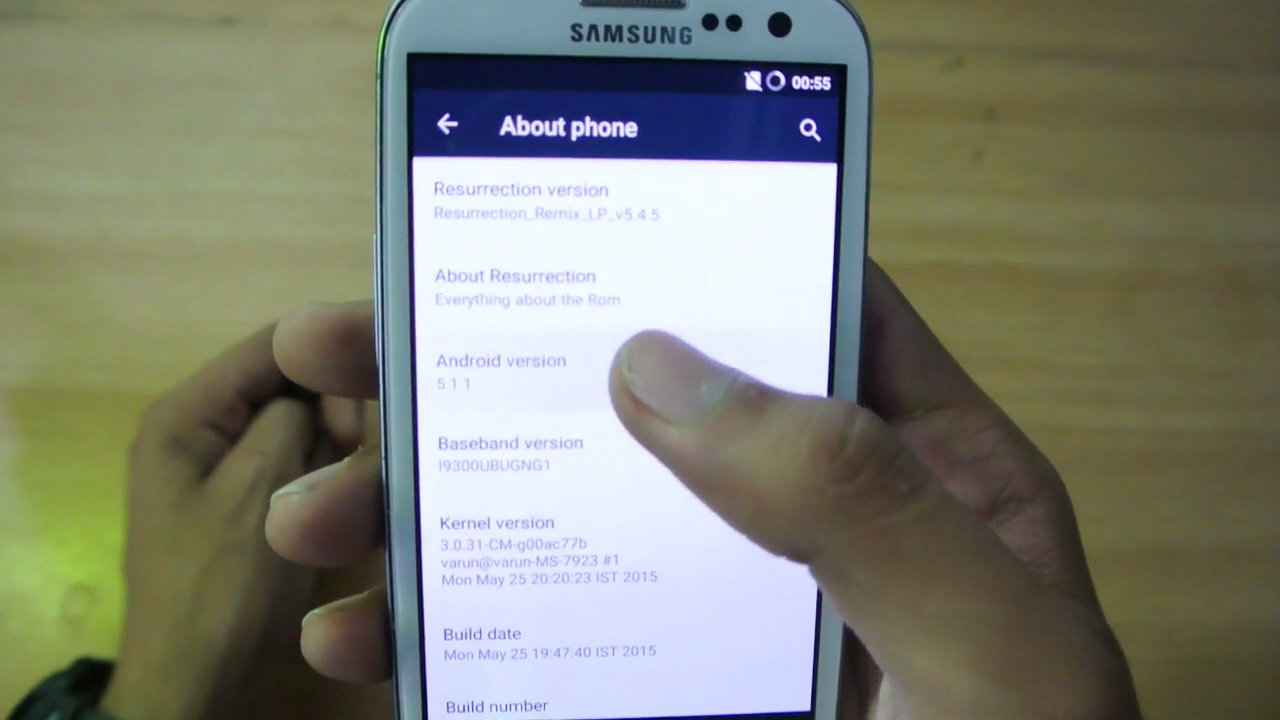 SAMSUNG
00:55
About phone
Resurrection version
Resurrection_Remix_LP_v5.4.5
About Resurrection
Everything about the Rom
Android version
5.1.1
Baseband version
I9300UBUGNG1
Kernel version
3.0.31-CM-g00ac77b
varun@varun-MS-7923 #1
Mon May 25 20:20:23 IST 2015
Build date
Mon May 25 19:47:40 IST 2015
Build number